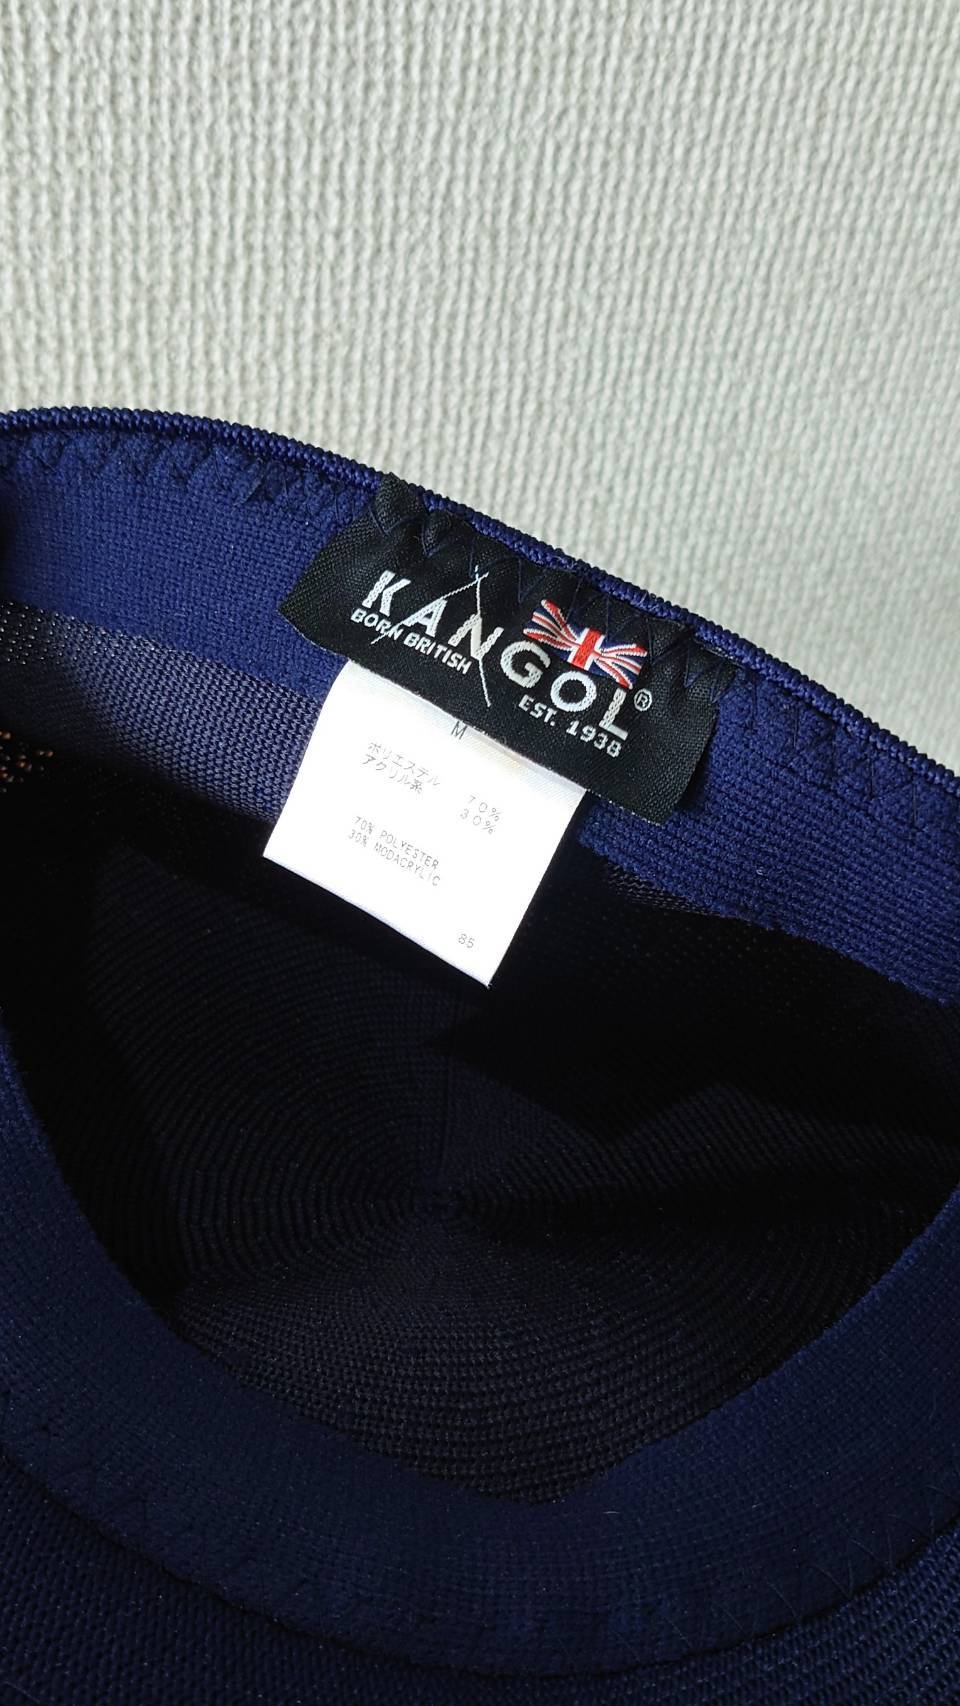 KANGOL®
BORN BRITISH
EST. 1938
M
ポリエステル 70%
アクリル系 30%
70% POLYESTER
30% MODACRYLIC
85